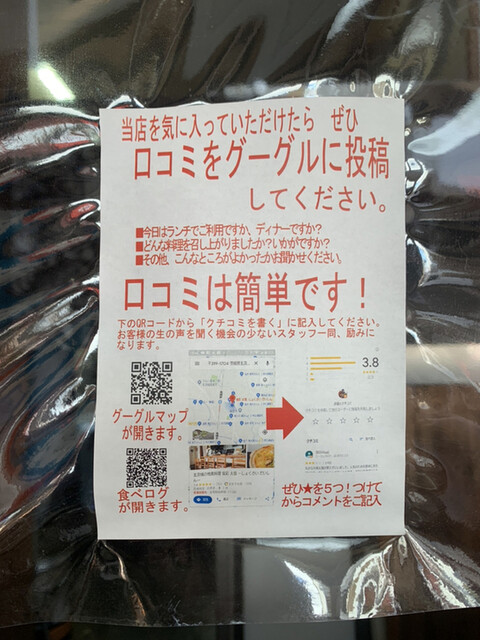 当店を気に入っていただけたら ぜひ
口コミをグーグルに投稿
してください。
■今日はランチでご利用ですか、ディナーですか？
■どんな料理を召し上がりましたか？いかがですか？
■その他、こんなところがよかったかお聞かせください。
口コミは簡単です！
下のQRコードから「クチコミを書く」に記入してください。
お客様の生の声を聞く機会の少ないスタッフ一同、励みに
なります。
グーグルマップ
が開きます。
3.8
食べログ
が開きます。
ぜひ★を５つ！つけて
からコメントをご記入